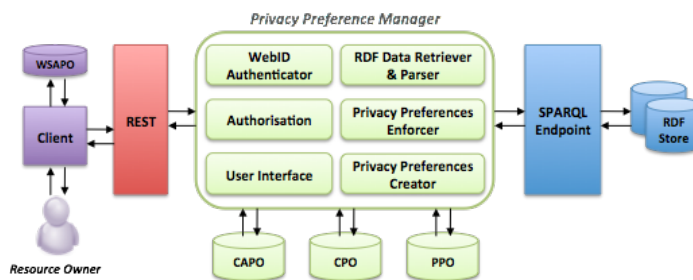 Privacy Preference Manager
WSAPO
Client
Resource Owner
REST
WebID
Authenticator
RDF Data Retriever
& Parser
Authorisation
Privacy Preferences
Enforcer
User Interface
Privacy Preferences
Creator
CAPO
CPO
PPO
SPARQL
Endpoint
RDF
Store